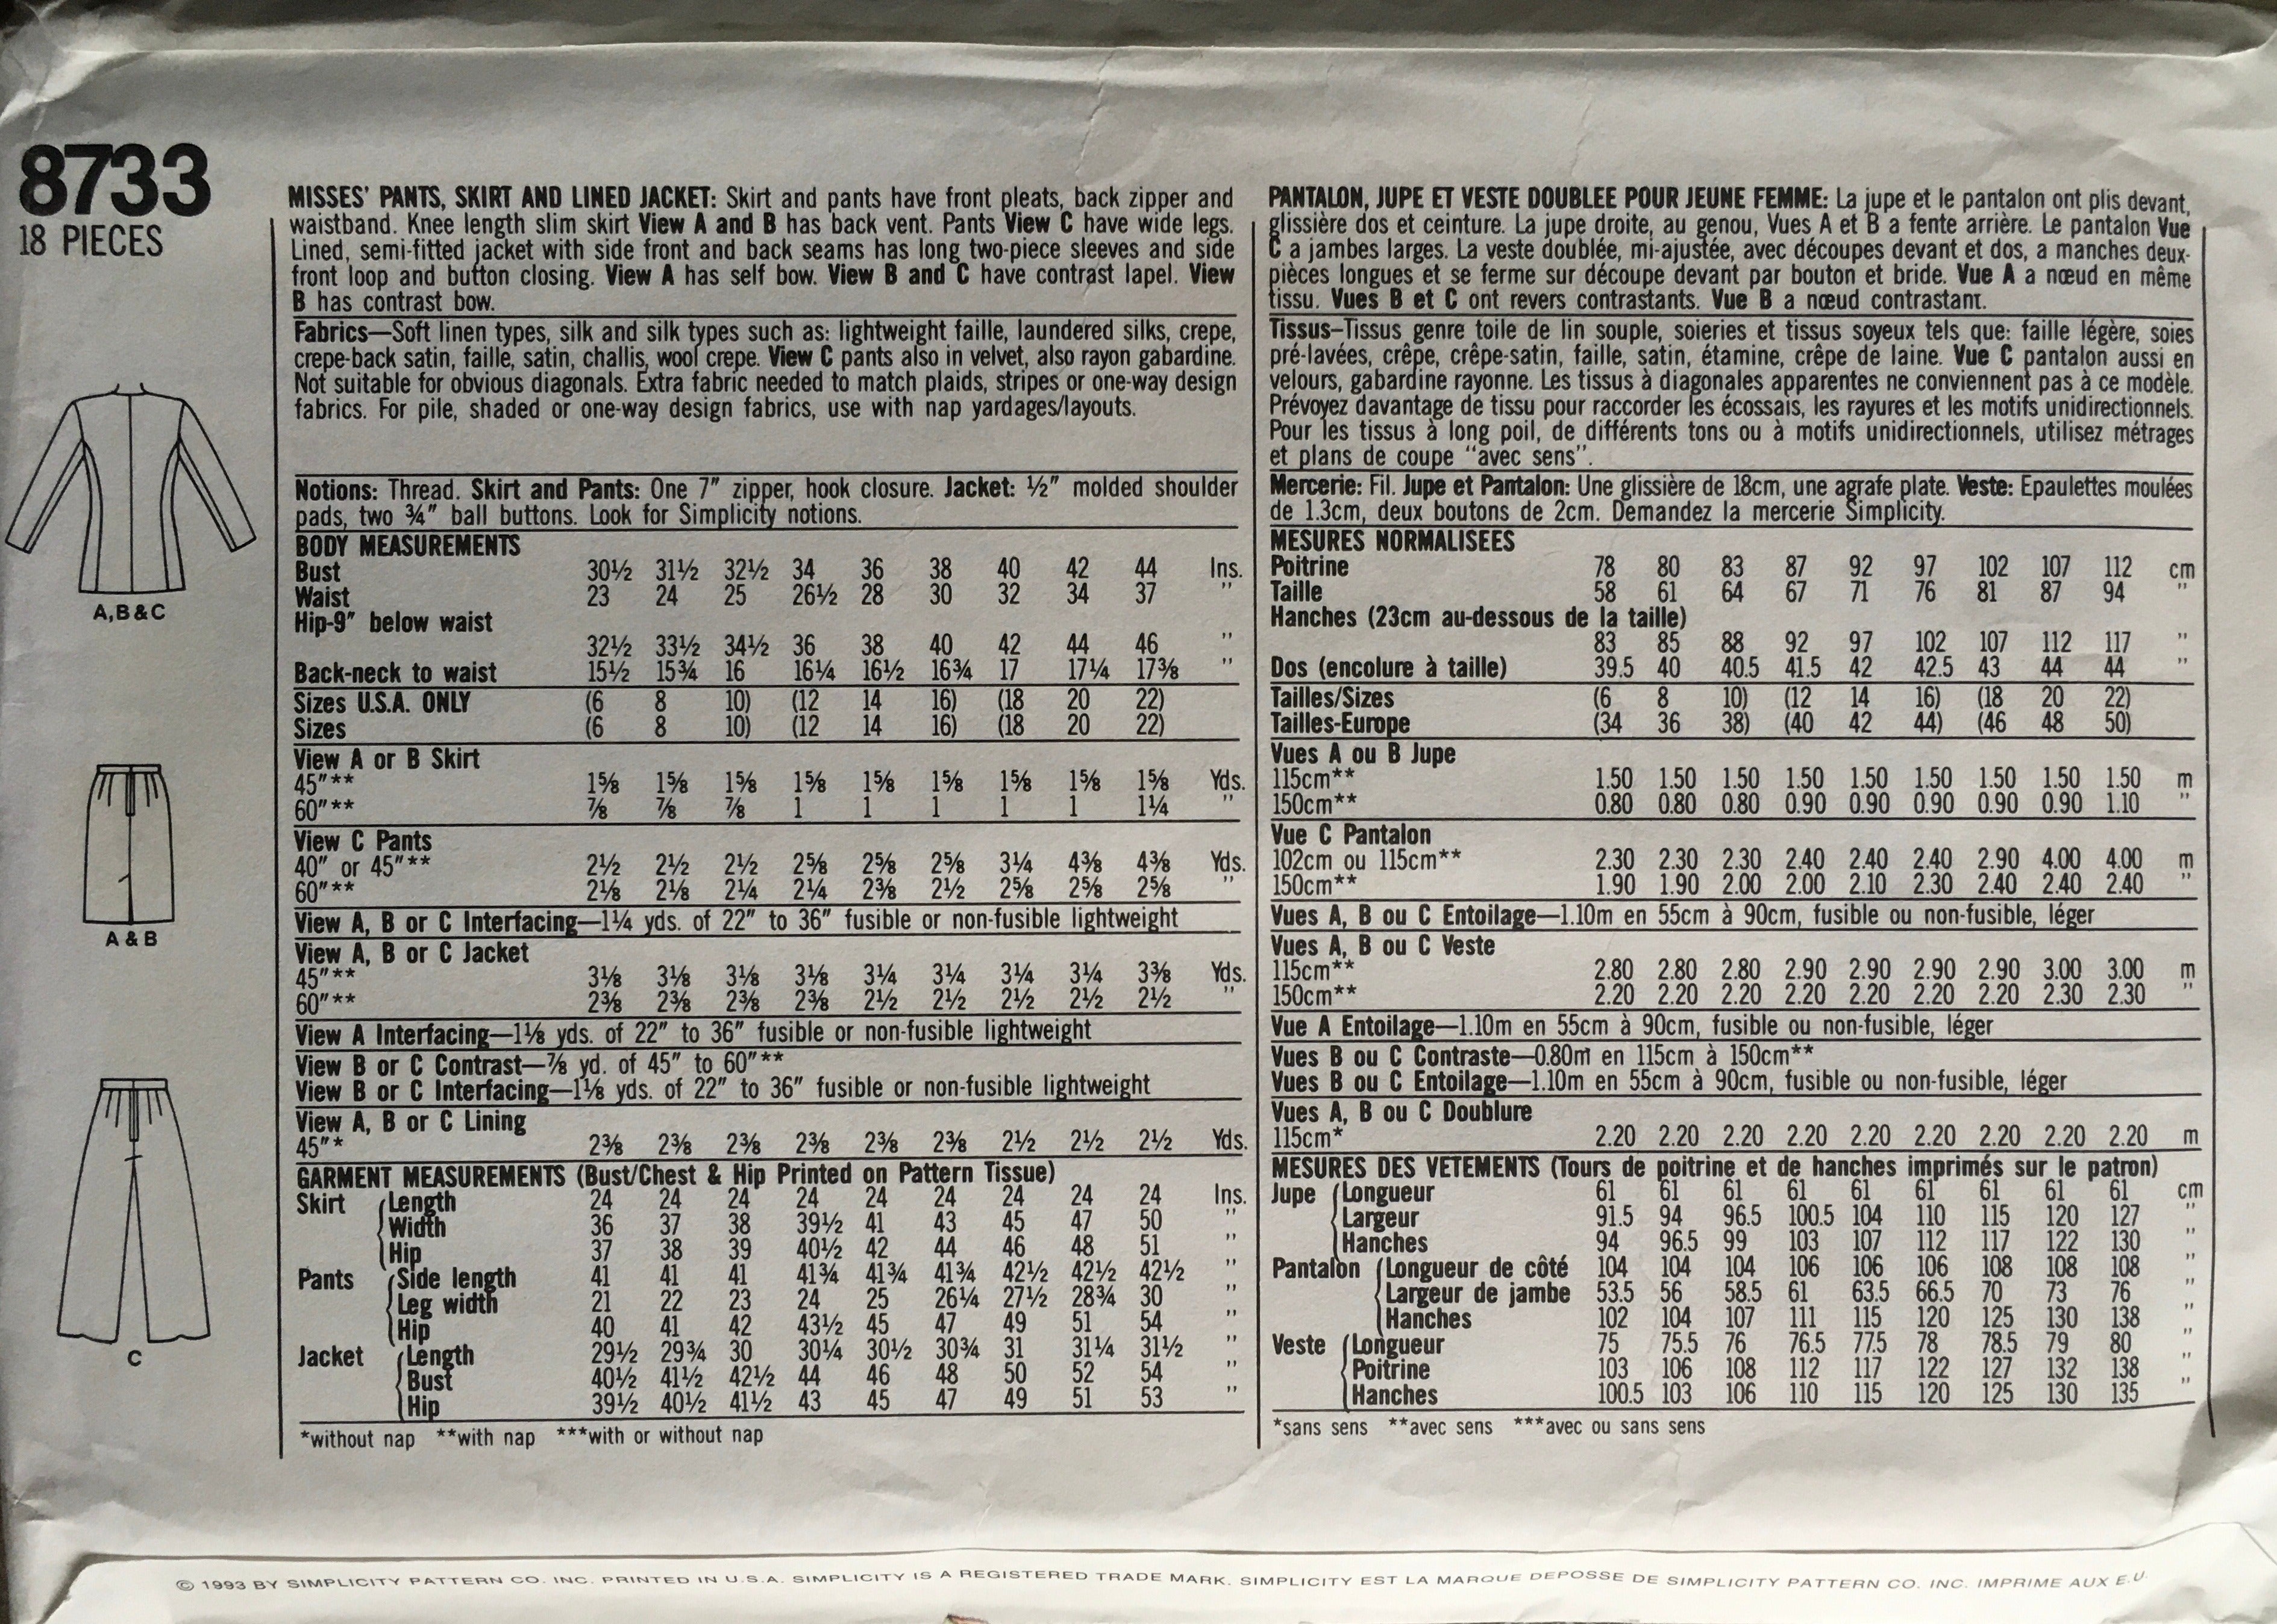 8733
18 PIECES
A,B&C
A & B
C
MISSES' PANTS, SKIRT AND LINED JACKET: Skirt and pants have front pleats, back zipper and
waistband. Knee length slim skirt View A and B has back vent. Pants View C have wide legs.
Lined, semi-fitted jacket with side front and back seams has long two-piece sleeves and side
front loop and button closing. View A has self bow. View B and C have contrast lapel. View
B has contrast bow.
Fabrics—Soft linen types, silk and silk types such as: lightweight faille, laundered silks, crepe,
crepe-back satin, faille, satin, challis, wool crepe. View C pants also in velvet, also rayon gabardine.
Not suitable for obvious diagonals. Extra fabric needed to match plaids, stripes or one-way design
fabrics. For pile, shaded or one-way design fabrics, use with nap yardages/layouts.
Notions: Thread. Skirt and Pants: One 7" zipper, hook closure. Jacket: ½" molded shoulder
pads, two ¾" ball buttons. Look for Simplicity notions.
BODY MEASUREMENTS
Bust 30½ 31½ 32½ 34 36 38 40 42 44 Ins.
Waist 23 24 25 26½ 28 30 32 34 37 "
Hip-9" below waist
32½ 33½ 34½ 36 38 40 42 44 46 "
Back-neck to waist 15½ 15¾ 16 16¼ 16½ 16¾ 17 17¼ 17⅜ "
Sizes U.S.A. ONLY (6 8 10) (12 14 16) (18 20 22)
Sizes (6 8 10) (12 14 16) (18 20 22)
View A or B Skirt
45"** 1⅝ 1⅝ 1⅝ 1⅝ 1⅝ 1⅝ 1⅝ 1⅝ 1⅝ Yds.
60"** ⅞ ⅞ ⅞ 1 1 1 1 1 1¼ "
View C Pants
40" or 45"** 2½ 2½ 2½ 2⅝ 2⅝ 2⅝ 3¼ 4⅜ 4⅜ Yds.
60"** 2⅛ 2⅛ 2¼ 2¼ 2⅜ 2½ 2⅝ 2⅝ 2⅝ "
View A, B or C Interfacing—1¼ yds. of 22" to 36" fusible or non-fusible lightweight
View A, B or C Jacket
45"** 3⅛ 3⅛ 3⅛ 3⅛ 3¼ 3¼ 3¼ 3¼ 3⅜ Yds.
60"** 2⅜ 2⅜ 2⅜ 2⅜ 2½ 2½ 2½ 2½ 2½ "
View A Interfacing—1⅛ yds. of 22" to 36" fusible or non-fusible lightweight
View B or C Contrast—⅞ yd. of 45" to 60"**
View B or C Interfacing—1⅛ yds. of 22" to 36" fusible or non-fusible lightweight
View A, B or C Lining
45"* 2⅜ 2⅜ 2⅜ 2⅜ 2⅜ 2⅜ 2½ 2½ 2½ Yds.
GARMENT MEASUREMENTS (Bust/Chest & Hip Printed on Pattern Tissue)
Skirt Length 24 24 24 24 24 24 24 24 24 Ins.
Width 36 37 38 39½ 41 43 45 47 50 "
Hip 37 38 39 40½ 42 44 46 48 51 "
Pants Side length 41 41 41 41¾ 41¾ 41¾ 42½ 42½ 42½ "
Leg width 21 22 23 24 25 26¼ 27½ 28¾ 30 "
Hip 40 41 42 43½ 45 47 49 51 54 "
Jacket Length 29½ 29¾ 30 30¼ 30½ 30¾ 31 31¼ 31½ "
Bust 40½ 41½ 42½ 44 46 48 50 52 54 "
Hip 39½ 40½ 41½ 43 45 47 49 51 53 "
*without nap **with nap ***with or without nap
PANTALON, JUPE ET VESTE DOUBLEE POUR JEUNE FEMME: La jupe et le pantalon ont plis devant,
glissière dos et ceinture. La jupe droite, au genou, Vues A et B a fente arrière. Le pantalon Vue
C a jambes larges. La veste doublée, mi-ajustée, avec découpes devant et dos, a manches deux-
pièces longues et se ferme sur découpe devant par bouton et bride. Vue A a nœud en même
tissu. Vues B et C ont revers contrastants. Vue B a nœud contrastant.
Tissus—Tissus genre toile de lin souple, soieries et tissus soyeux tels que: faille légère, soies
pré-lavées, crêpe, crêpe-satin, faille, satin, étamine, crêpe de laine. Vue C pantalon aussi en
velours, gabardine rayonne. Les tissus à diagonales apparentes ne conviennent pas à ce modèle.
Prévoyez davantage de tissu pour raccorder les écossais, les rayures et les motifs unidirectionnels.
Pour les tissus à long poil, de différents tons ou à motifs unidirectionnels, utilisez métrages
et plans de coupe "avec sens".
Mercerie: Fil. Jupe et Pantalon: Une glissière de 18cm, une agrafe plate. Veste: Epaulettes moulées
de 1.3cm, deux boutons de 2cm. Demandez la mercerie Simplicity.
MESURES NORMALISEES
Poitrine 78 80 83 87 92 97 102 107 112 cm
Taille 58 61 64 67 71 76 81 87 94 "
Hanches (23cm au-dessous de la taille)
83 85 88 92 97 102 107 112 117 "
Dos (encolure à taille) 39.5 40 40.5 41.5 42 42.5 43 44 44 "
Tailles/Sizes (6 8 10) (12 14 16) (18 20 22)
Tailles-Europe (34 36 38) (40 42 44) (46 48 50)
Vues A ou B Jupe
115cm** 1.50 1.50 1.50 1.50 1.50 1.50 1.50 1.50 1.50 m
150cm** 0.80 0.80 0.80 0.90 0.90 0.90 0.90 0.90 1.10 "
Vue C Pantalon
102cm ou 115cm** 2.30 2.30 2.30 2.40 2.40 2.40 2.90 4.00 4.00 m
150cm** 1.90 1.90 2.00 2.00 2.10 2.30 2.40 2.40 2.40 "
Vues A, B ou C Entoilage—1.10m en 55cm à 90cm, fusible ou non-fusible, léger
Vues A, B ou C Veste
115cm** 2.80 2.80 2.80 2.90 2.90 2.90 2.90 3.00 3.00 m
150cm** 2.20 2.20 2.20 2.20 2.20 2.20 2.20 2.30 2.30 "
Vue A Entoilage—1.10m en 55cm à 90cm, fusible ou non-fusible, léger
Vues B ou C Contraste—0.80m en 115cm à 150cm**
Vues B ou C Entoilage—1.10m en 55cm à 90cm, fusible ou non-fusible, léger
Vues A, B ou C Doublure
115cm* 2.20 2.20 2.20 2.20 2.20 2.20 2.20 2.20 2.20 m
MESURES DES VETEMENTS (Tours de poitrine et de hanches imprimés sur le patron)
Jupe Longueur 61 61 61 61 61 61 61 61 61 cm
Largeur 91.5 94 96.5 100.5 104 110 115 120 127 "
Hanches 94 96.5 99 103 107 112 117 122 130 "
Pantalon Longueur de côté 104 104 104 106 106 106 108 108 108 "
Largeur de jambe 53.5 56 58.5 61 63.5 66.5 70 73 76 "
Hanches 102 104 107 111 115 120 125 130 138 "
Veste Longueur 75 75.5 76 76.5 77.5 78 78.5 79 80 "
Poitrine 103 106 108 112 117 122 127 132 138 "
Hanches 100.5 103 106 110 115 120 125 130 135 "
*sans sens **avec sens ***avec ou sans sens
© 1993 BY SIMPLICITY PATTERN CO. INC. PRINTED IN U.S.A. SIMPLICITY IS A REGISTERED TRADE MARK. SIMPLICITY EST LA MARQUE DEPOSSE DE SIMPLICITY PATTERN CO. INC. IMPRIME AUX E.U.